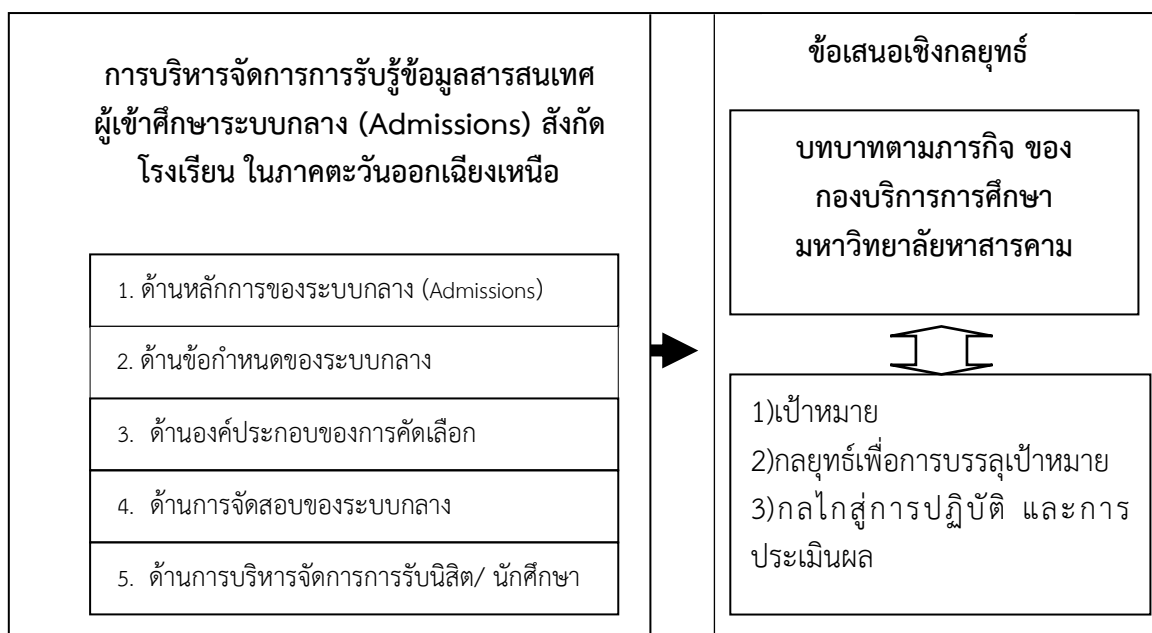 การบริหารจัดการการรับรู้ข้อมูลสารสนเทศ
ผู้เข้าศึกษาระบบกลาง (Admissions) สังกัด
โรงเรียน ในภาคตะวันออกเฉียงเหนือ
1. ด้านหลักการของระบบกลาง (Admissions)
2. ด้านข้อกำหนดของระบบกลาง
3. ด้านองค์ประกอบของการคัดเลือก
4. ด้านการจัดสอบของระบบกลาง
5. ด้านการบริหารจัดการการรับนิสิต/ นักศึกษา
ข้อเสนอเชิงกลยุทธ์
บทบาทตามภารกิจ ของ
กองบริการการศึกษา
มหาวิทยาลัยหาสารคาม
1)เป้าหมาย
2)กลยุทธ์เพื่อการบรรลุเป้าหมาย
3)กลไกสู่การปฏิบัติ และการ
ประเมินผล